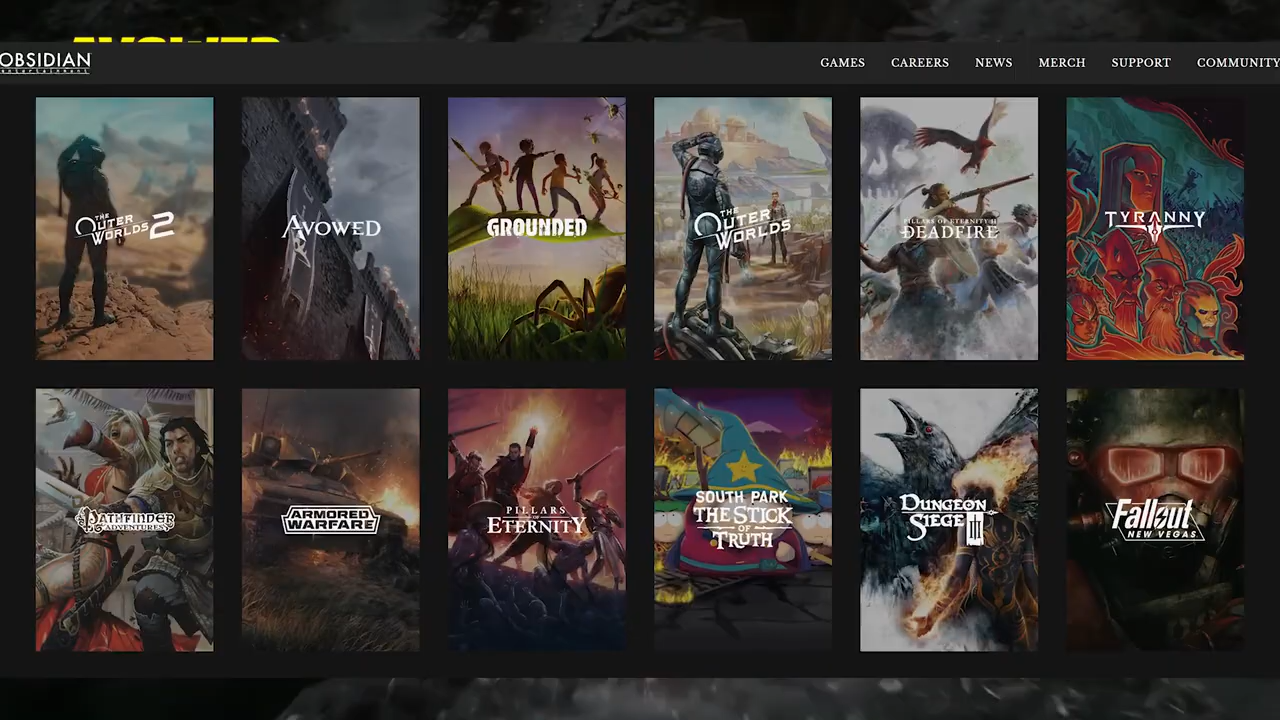 AVOWED
OBSIDIAN
entertainment
GAMES CAREERS NEWS MERCH SUPPORT COMMUNITY
THE
OUTER
WORLDS 2
AVOWED
GROUNDED
THE
OUTER
WORLDS
PILLARS OF ETERNITY II
DEADFIRE
TYRANNY
PATHFINDER
ADVENTURES
ARMORED
WARFARE
PILLARS
OF
ETERNITY
SOUTH PARK
THE STICK
OF
TRUTH
DUNGEON
SIEGE III
Fallout
NEW VEGAS